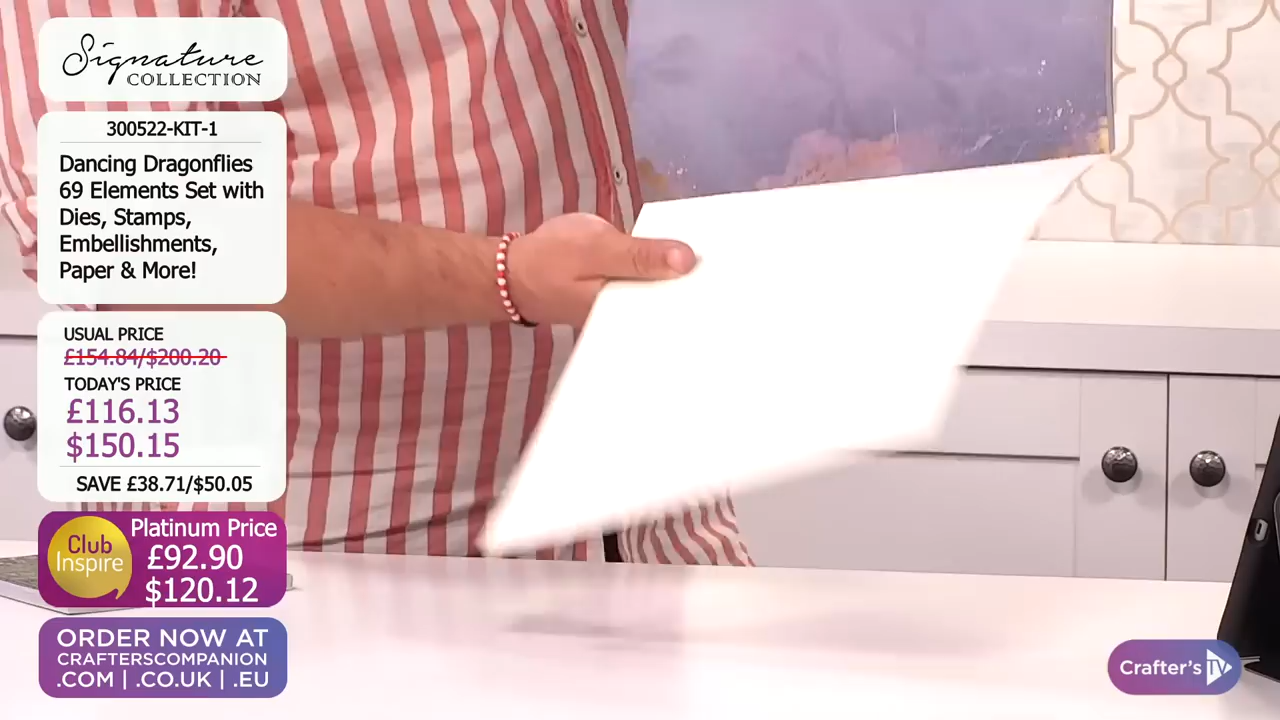 Signature
COLLECTION
300522-KIT-1
Dancing Dragonflies
69 Elements Set with
Dies, Stamps,
Embellishments,
Paper & More!
USUAL PRICE
£154.84/$200.20
TODAY'S PRICE
£116.13
$150.15
SAVE £38.71/$50.05
Club
Inspire
Platinum Price
£92.90
$120.12
ORDER NOW AT
CRAFTERSCOMPANION
.COM | .CO.UK | .EU
Crafter's TV